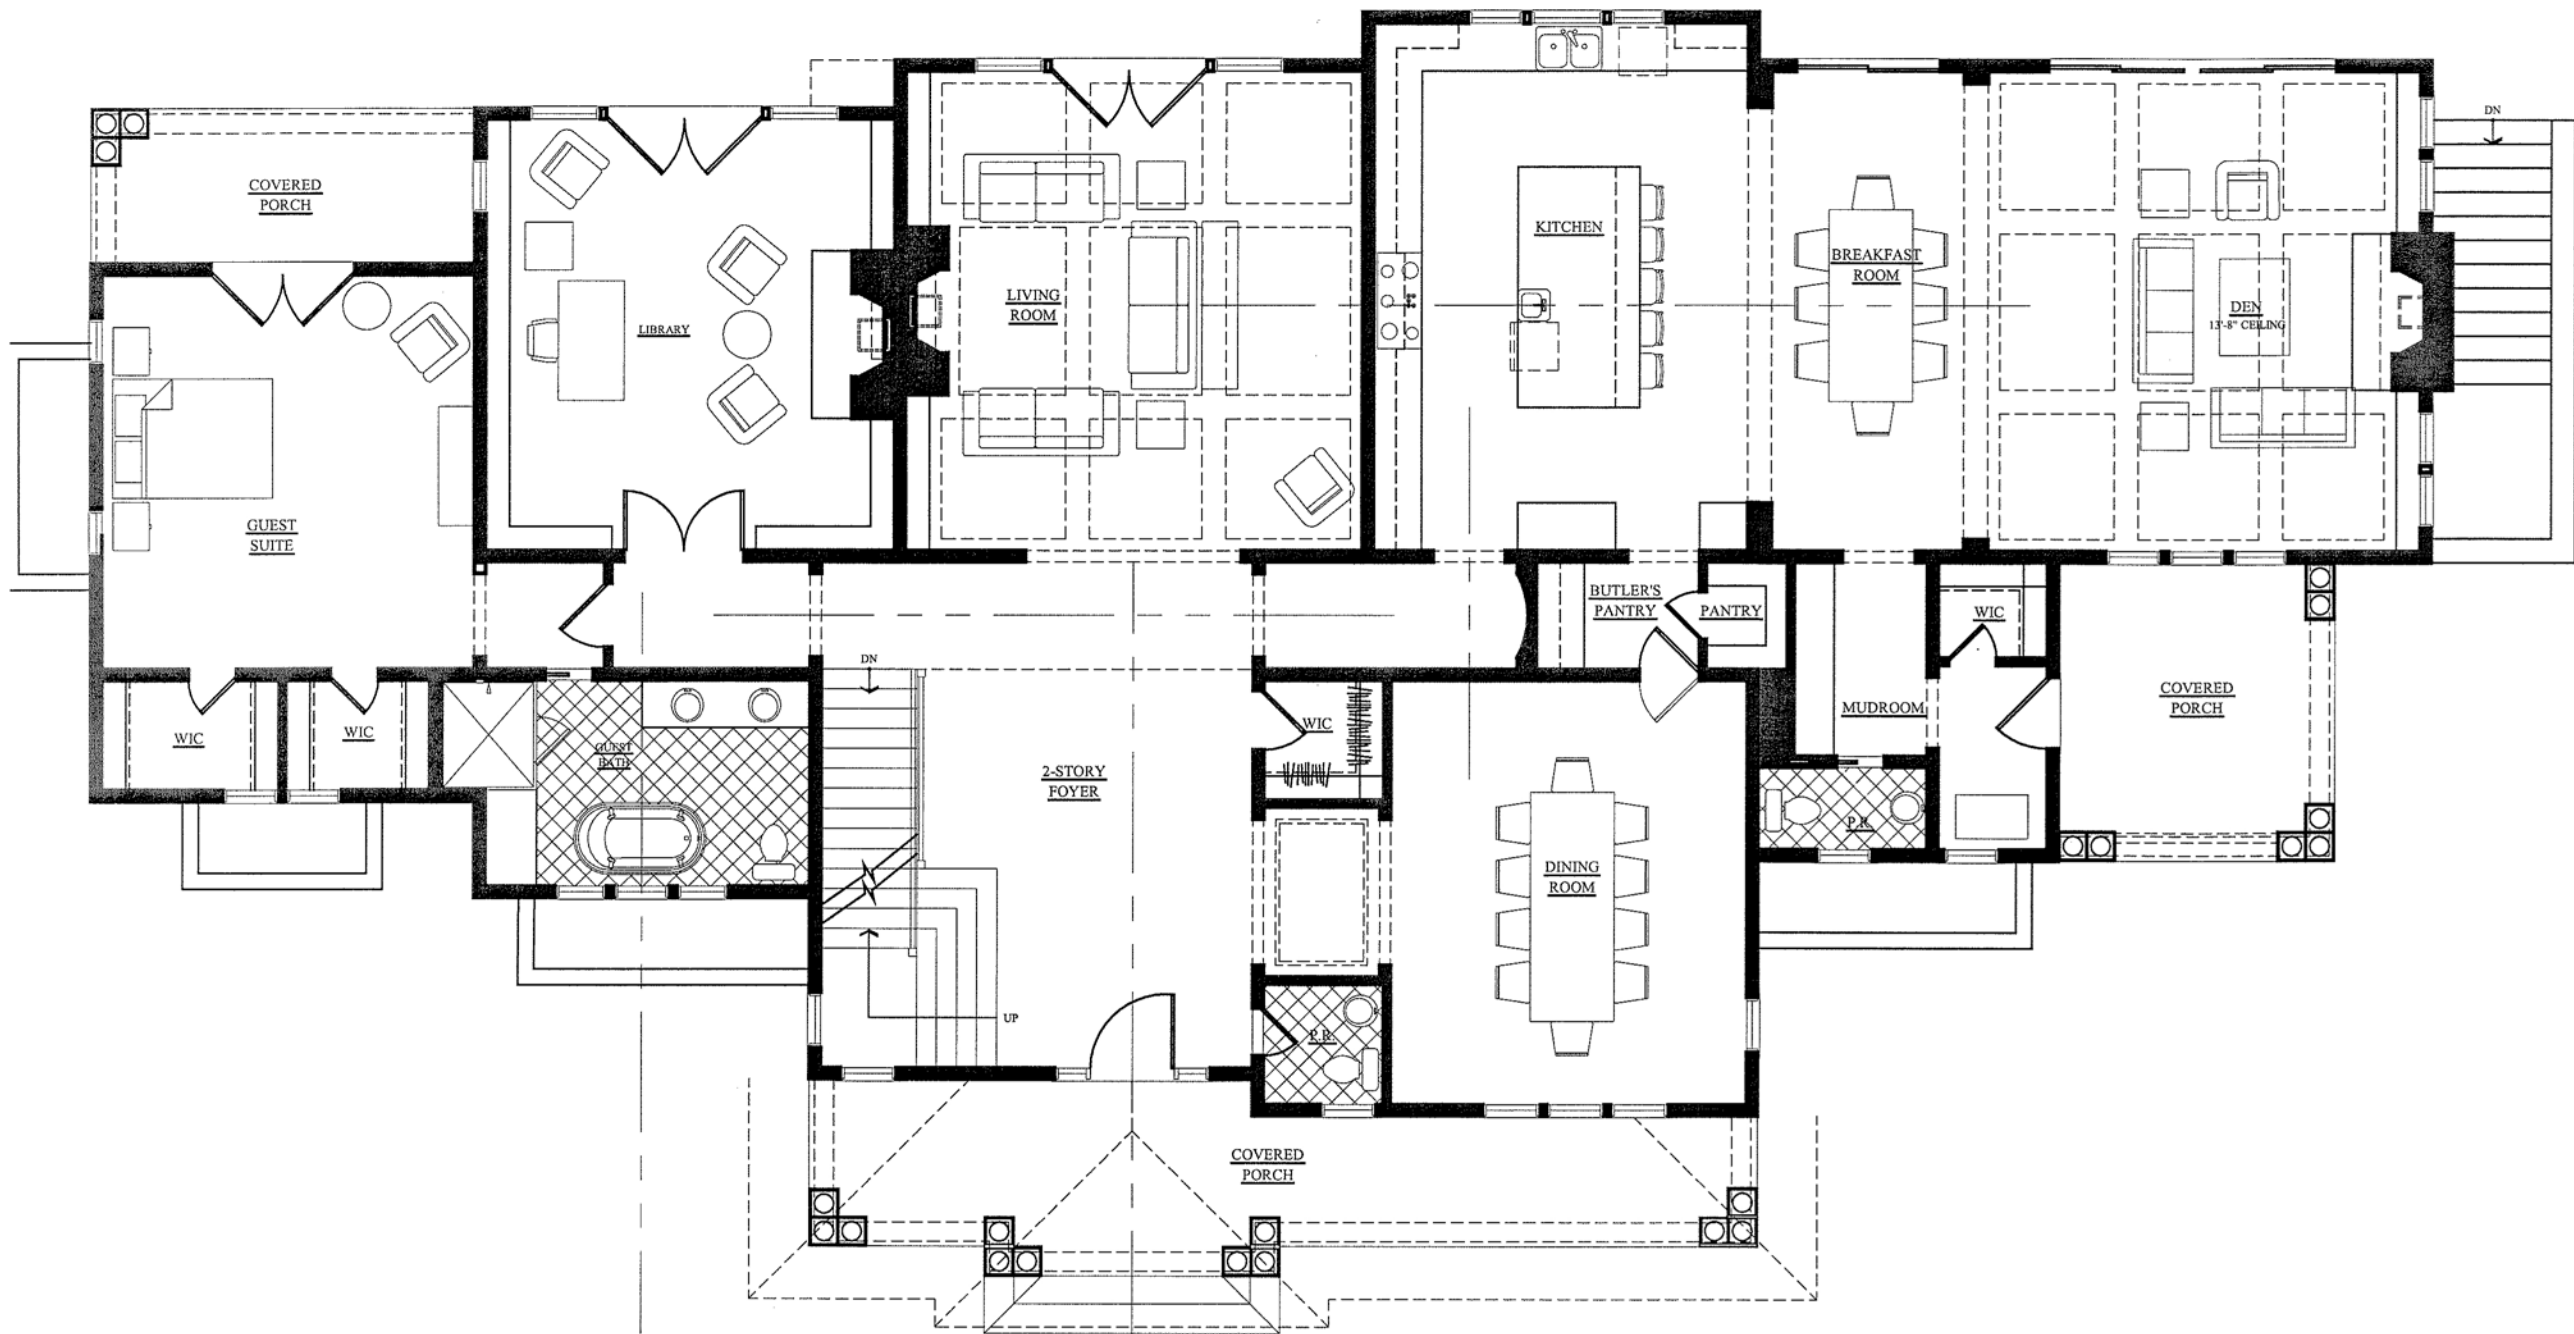 DN
COVERED
PORCH
KITCHEN
BREAKFAST
ROOM
LIVING
ROOM
LIBRARY
DEN
13'-8" CEILING
GUEST
SUITE
BUTLER'S
PANTRY
PANTRY
WIC
DN
COVERED
PORCH
MUDROOM
WIC
WIC
WIC
GUEST
BATH
2-STORY
FOYER
P.R.
DINING
ROOM
UP
P.R.
COVERED
PORCH